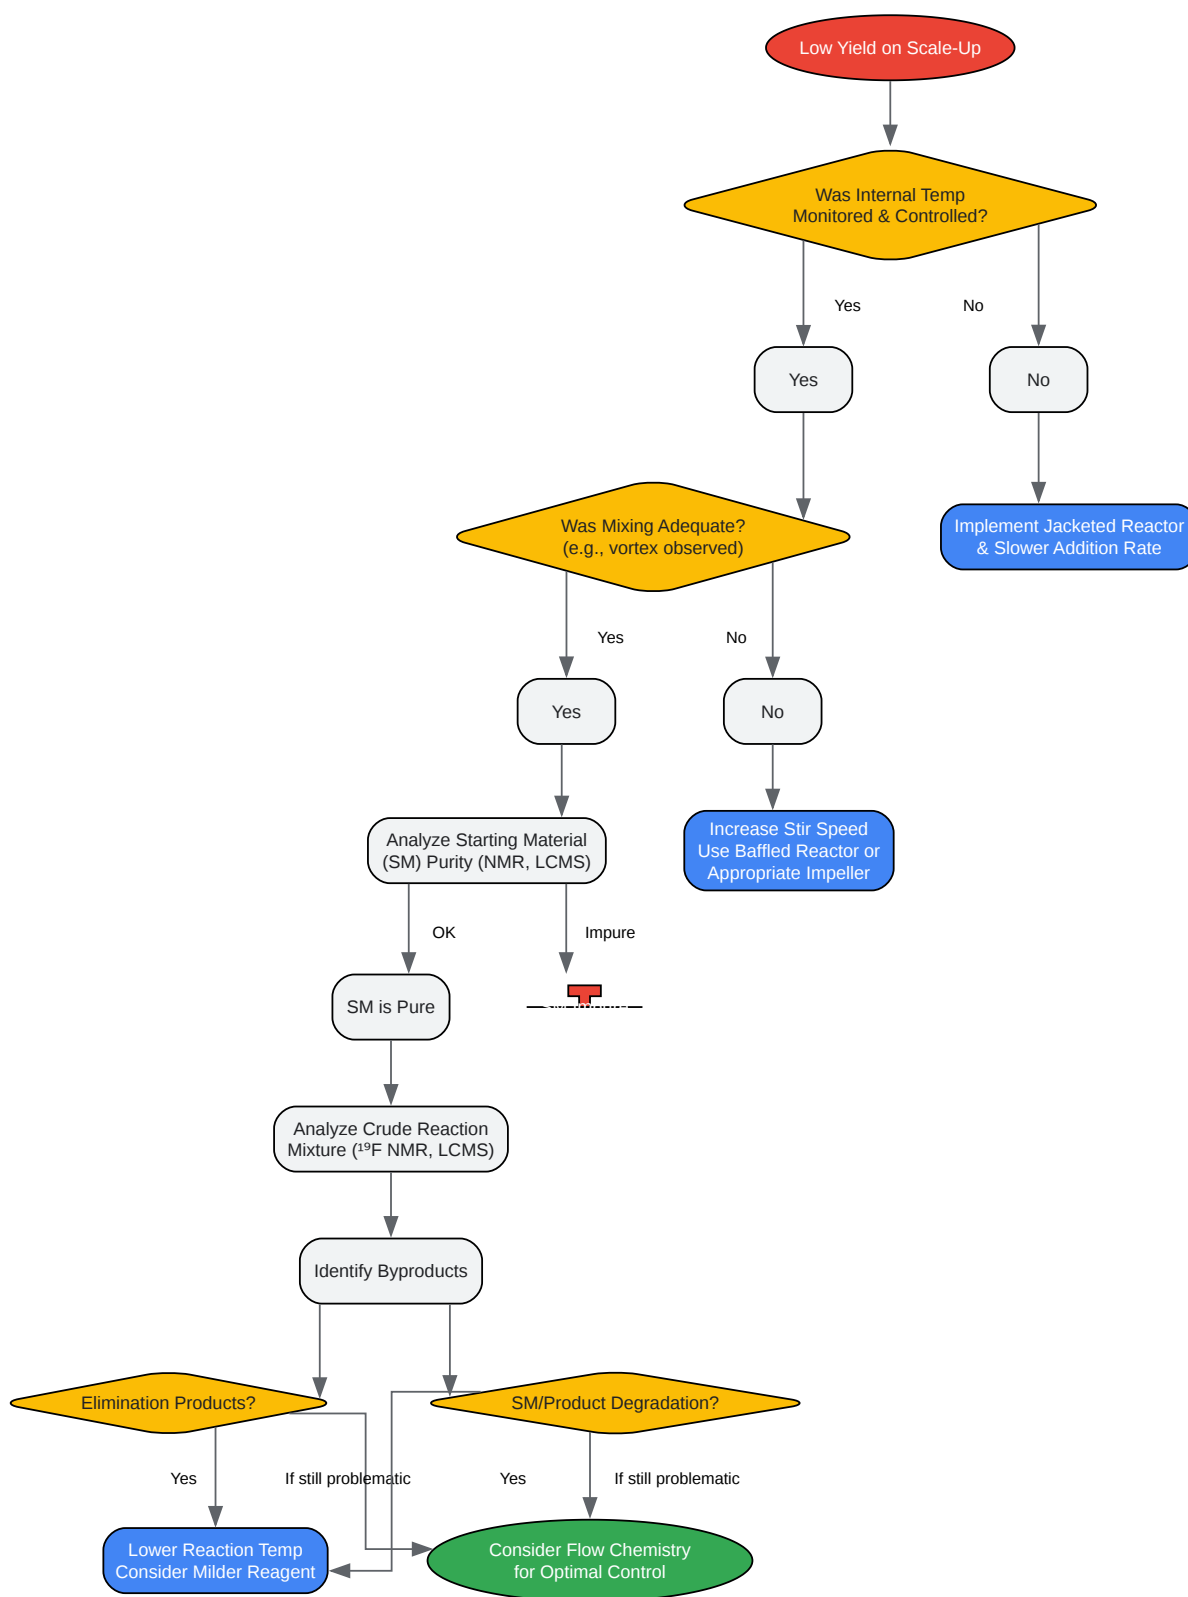 Low Yield on Scale-Up
Was Internal Temp
Monitored & Controlled?
Yes
No
Yes
No
Was Mixing Adequate?
(e.g., vortex observed)
Implement Jacketed Reactor
& Slower Addition Rate
Yes
No
Yes
No
Analyze Starting Material
(SM) Purity (NMR, LCMS)
Increase Stir Speed
Use Baffled Reactor or
Appropriate Impeller
OK
Impure
SM is Pure
Analyze Crude Reaction
Mixture (¹⁹F NMR, LCMS)
Identify Byproducts
Elimination Products?
SM/Product Degradation?
Yes
If still problematic
Yes
If still problematic
Lower Reaction Temp
Consider Milder Reagent
Consider Flow Chemistry
for Optimal Control